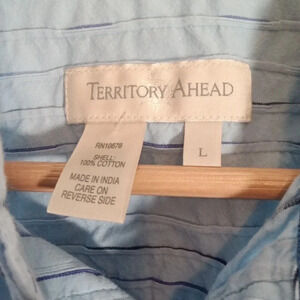 TERRITORY AHEAD
RN10679
SHELL:
100% COTTON
MADE IN INDIA
CARE ON
REVERSE SIDE
L